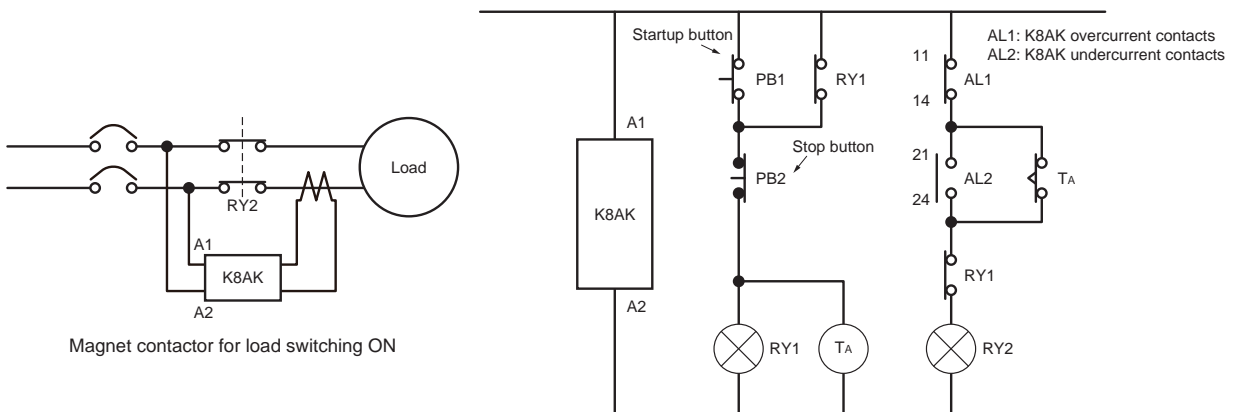 RY2
Load
A1
K8AK
A2
Magnet contactor for load switching ON
A1
K8AK
A2
Startup button
PB1
RY1
Stop button
PB2
RY1
TA
AL1: K8AK overcurrent contacts
AL2: K8AK undercurrent contacts
11
AL1
14
21
AL2
24
TA
RY1
RY2